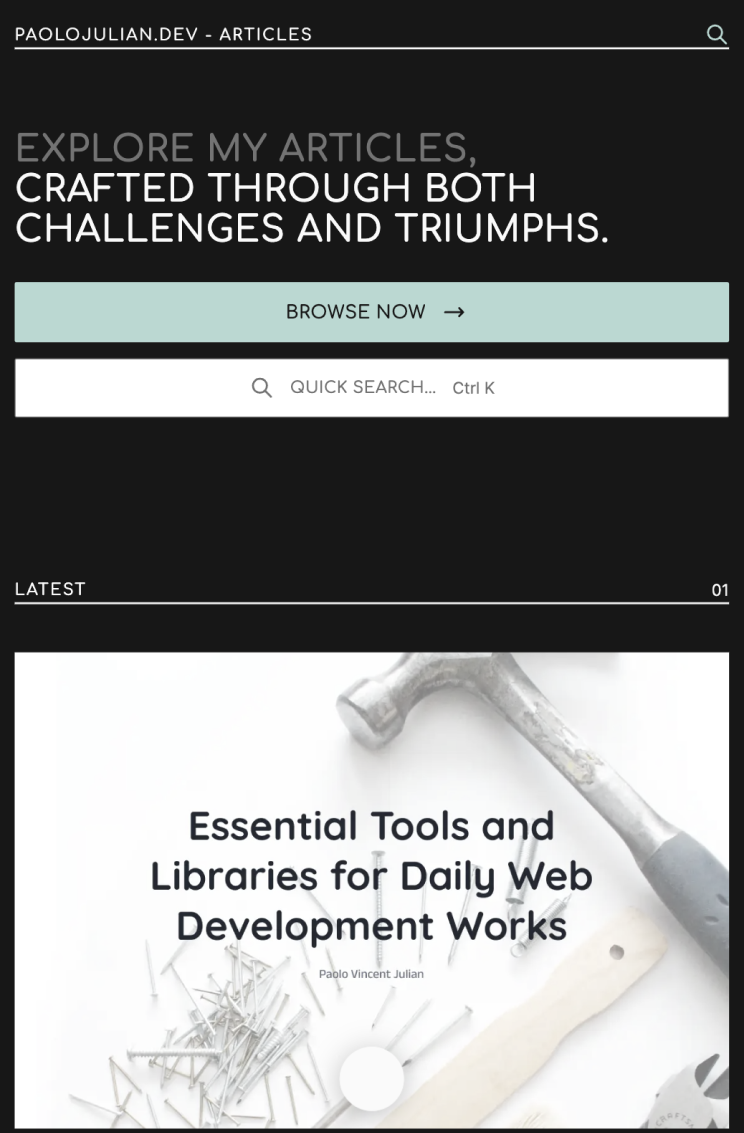 PAOLOJULIAN.DEV - ARTICLES
EXPLORE MY ARTICLES,
CRAFTED THROUGH BOTH
CHALLENGES AND TRIUMPHS.
BROWSE NOW →
QUICK SEARCH... Ctrl K
LATEST 01
Essential Tools and
Libraries for Daily Web
Development Works
Paolo Vincent Julian